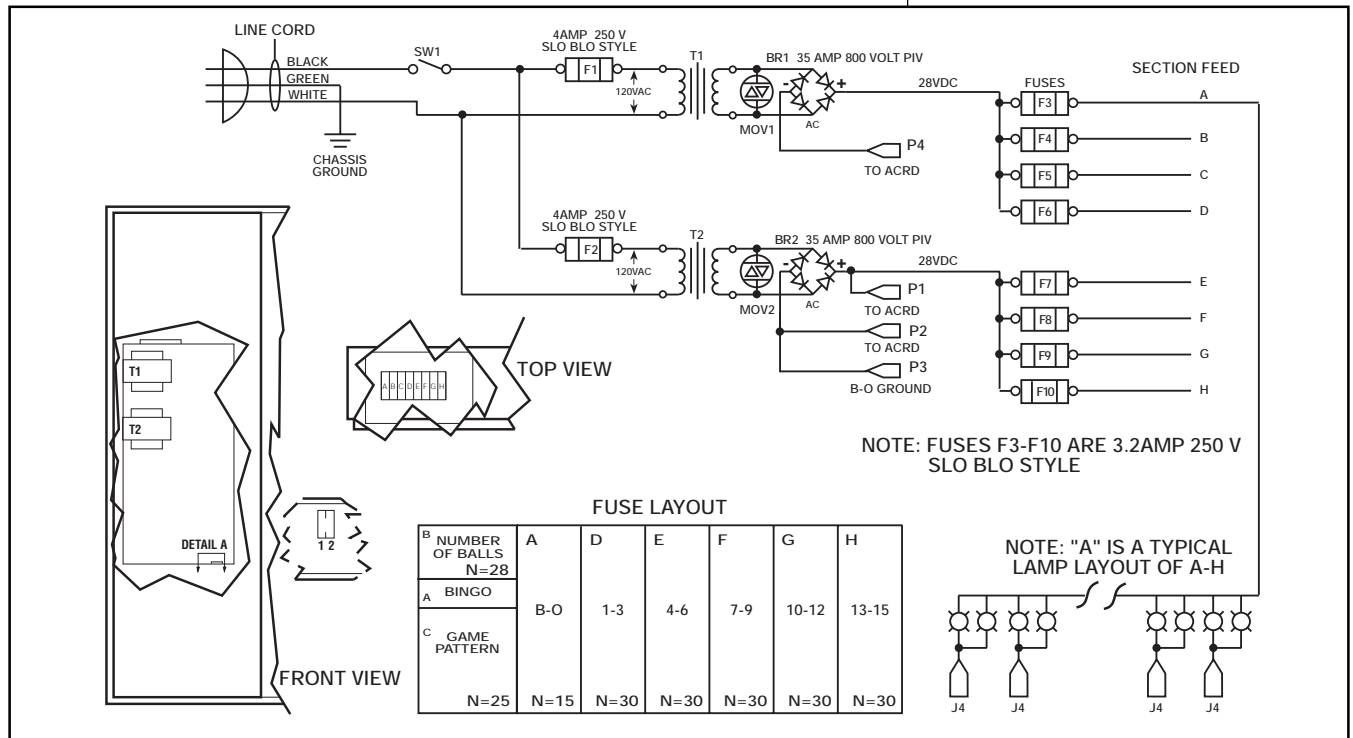 LINE CORD
BLACK
GREEN
WHITE
CHASSIS
GROUND
SW1
4AMP 250 V
SLO BLO STYLE
F1
120VAC
T1
BR1 35 AMP 800 VOLT PIV
- +
MOV1
AC
P4
TO ACRD
28VDC
FUSES
F3
F4
F5
F6
SECTION FEED
A
B
C
D
4AMP 250 V
SLO BLO STYLE
F2
120VAC
T2
BR2 35 AMP 800 VOLT PIV
- +
MOV2
AC
28VDC
P1
TO ACRD
P2
TO ACRD
P3
B-O GROUND
F7
F8
F9
F10
E
F
G
H
NOTE: FUSES F3-F10 ARE 3.2AMP 250 V
SLO BLO STYLE
T1
T2
DETAIL A
1 2
FRONT VIEW
A B C D E F G H
TOP VIEW
FUSE LAYOUT
B NUMBER
OF BALLS
N=28
A BINGO
C GAME
PATTERN
N=25
A D E F G H
B-O 1-3 4-6 7-9 10-12 13-15
N=15 N=30 N=30 N=30 N=30 N=30
NOTE: "A" IS A TYPICAL
LAMP LAYOUT OF A-H
J4 J4 J4 J4